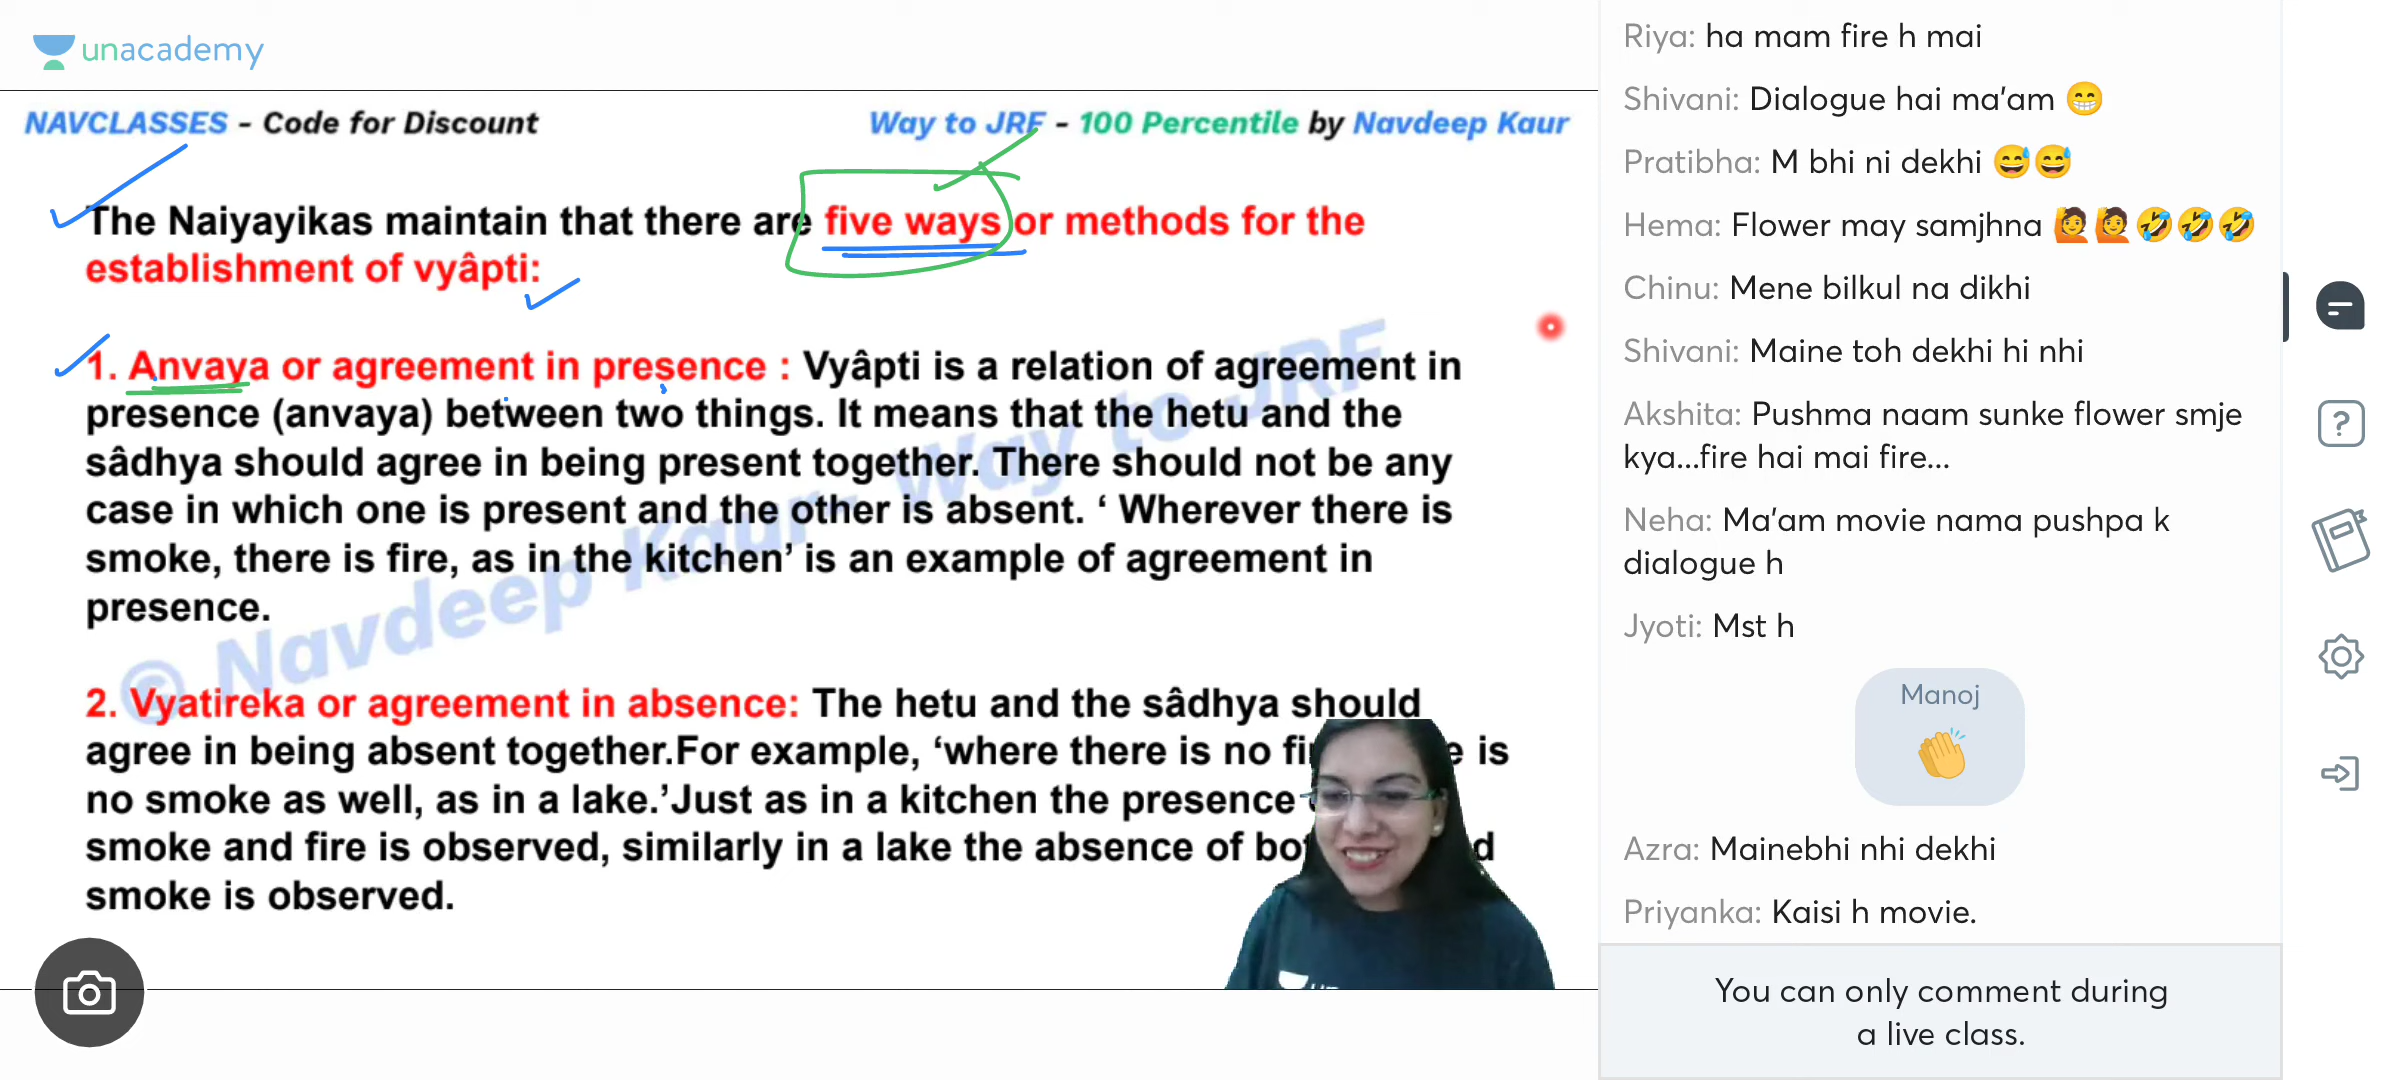 unacademy
NAVCLASSES - Code for Discount
Way to JRF - 100 Percentile by Navdeep Kaur
The Naiyayikas maintain that there are five ways or methods for the
establishment of vyâpti:
1. Anvaya or agreement in presence : Vyâpti is a relation of agreement in
presence (anvaya) between two things. It means that the hetu and the
sâdhya should agree in being present together. There should not be any
case in which one is present and the other is absent. ‘ Wherever there is
smoke, there is fire, as in the kitchen’ is an example of agreement in
presence.
2. Vyatireka or agreement in absence: The hetu and the sâdhya should
agree in being absent together.For example, ‘where there is no is
no smoke as well, as in a lake.’Just as in a kitchen the presence
smoke and fire is observed, similarly in a lake the absence of
smoke is observed.
© Navdeep Kaur- Way to JRF
Riya: ha mam fire h mai
Shivani: Dialogue hai ma'am 😁
Pratibha: M bhi ni dekhi 😅😅
Hema: Flower may samjhna 🙋🙋🤣🤣🤣
Chinu: Mene bilkul na dikhi
Shivani: Maine toh dekhi hi nhi
Akshita: Pushma naam sunke flower smje
kya...fire hai mai fire...
Neha: Ma'am movie nama pushpa k
dialogue h
Jyoti: Mst h
Manoj
👏
Azra: Mainebhi nhi dekhi
Priyanka: Kaisi h movie.
You can only comment during
a live class.